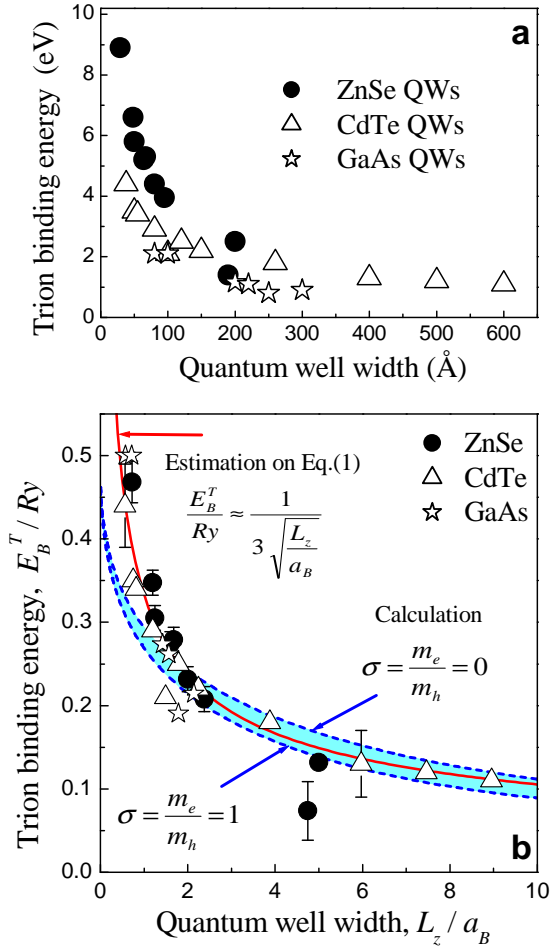 a
10
8
6
4
2
0
Trion binding energy (eV)
ZnSe QWs
CdTe QWs
GaAs QWs
0 100 200 300 400 500 600
Quantum well width (Å)
b
0.5
0.4
0.3
0.2
0.1
0.0
Trion binding energy, E_B^T / Ry
ZnSe
CdTe
GaAs
Estimation on Eq.(1)
E_B^T / Ry ≈ 1 / (3 √(L_z / a_B))
Calculation
σ = m_e / m_h = 0
σ = m_e / m_h = 1
0 2 4 6 8 10
Quantum well width, L_z / a_B